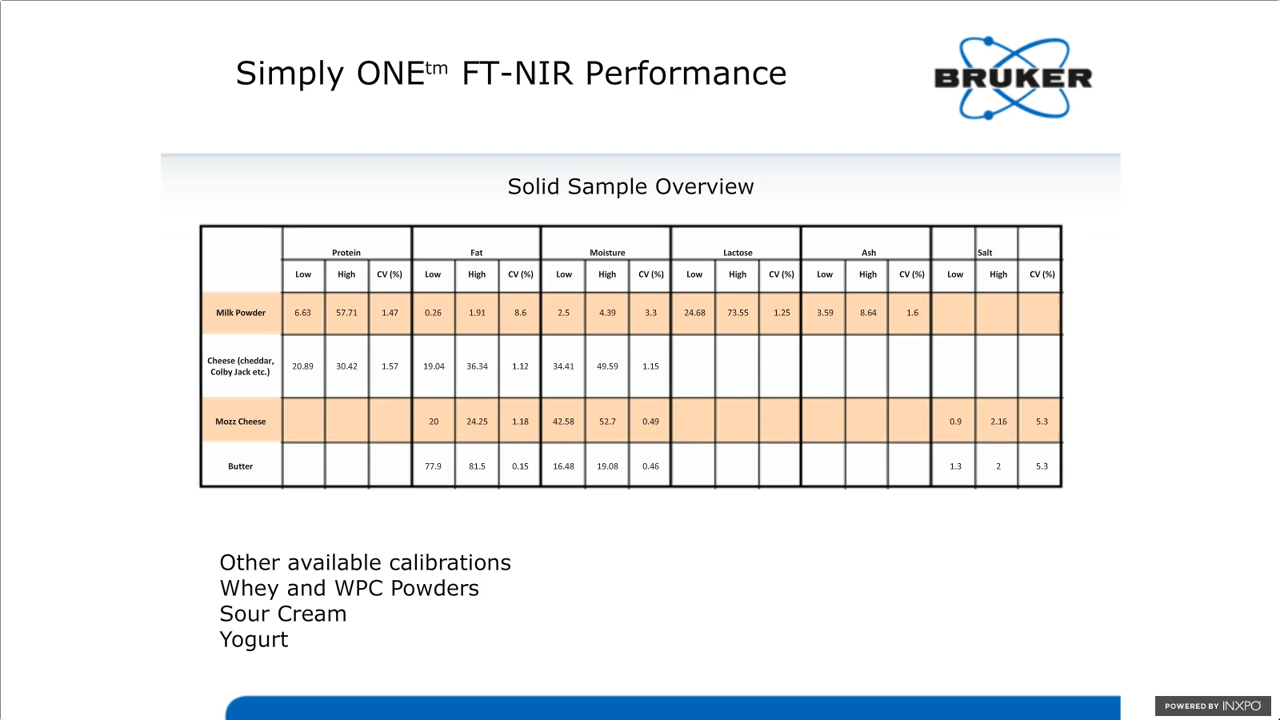 Simply ONEtm FT-NIR Performance
BRUKER
Solid Sample Overview
Protein Fat Moisture Lactose Ash Salt
Low High CV (%) Low High CV (%) Low High CV (%) Low High CV (%) Low High CV (%) Low High CV (%)
Milk Powder 6.63 57.71 1.47 0.26 1.91 8.6 2.5 4.39 3.3 24.68 73.55 1.25 3.59 8.64 1.6
Cheese (cheddar,
Colby Jack etc.) 20.89 30.42 1.57 19.04 36.34 1.12 34.41 49.59 1.15
Mozz Cheese 20 24.25 1.18 42.58 52.7 0.49 0.9 2.16 5.3
Butter 77.9 81.5 0.15 16.48 19.08 0.46 1.3 2 5.3
Other available calibrations
Whey and WPC Powders
Sour Cream
Yogurt
POWERED BY INXPO